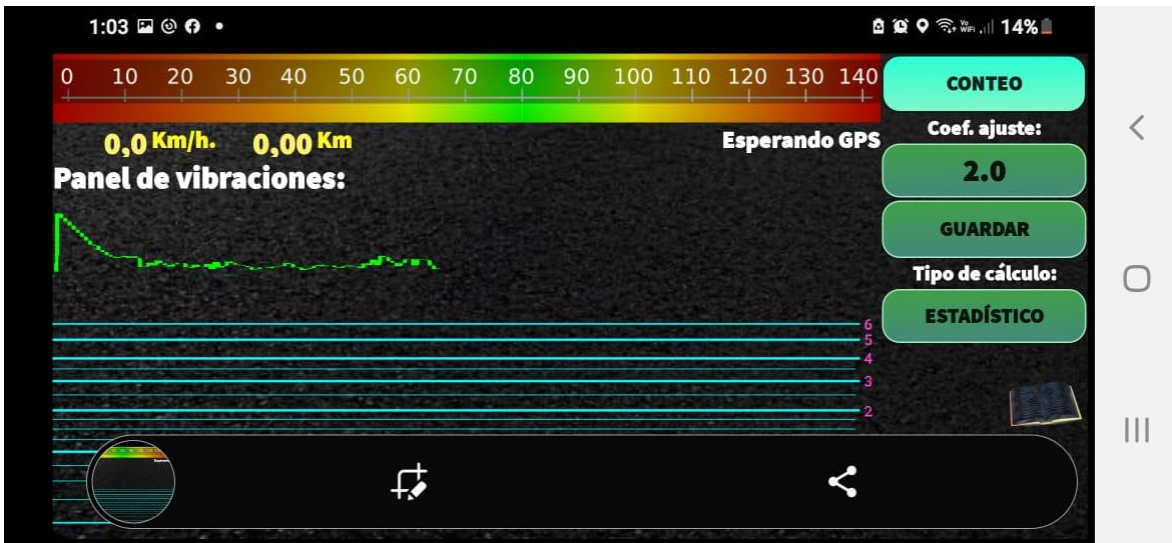 1:03
Vo WiFi 14%
0 10 20 30 40 50 60 70 80 90 100 110 120 130 140
CONTEO
0,0 Km/h. 0,00 Km
Esperando GPS
Coef. ajuste:
Panel de vibraciones:
2.0
GUARDAR
Tipo de cálculo:
ESTADÍSTICO
6
5
4
3
2